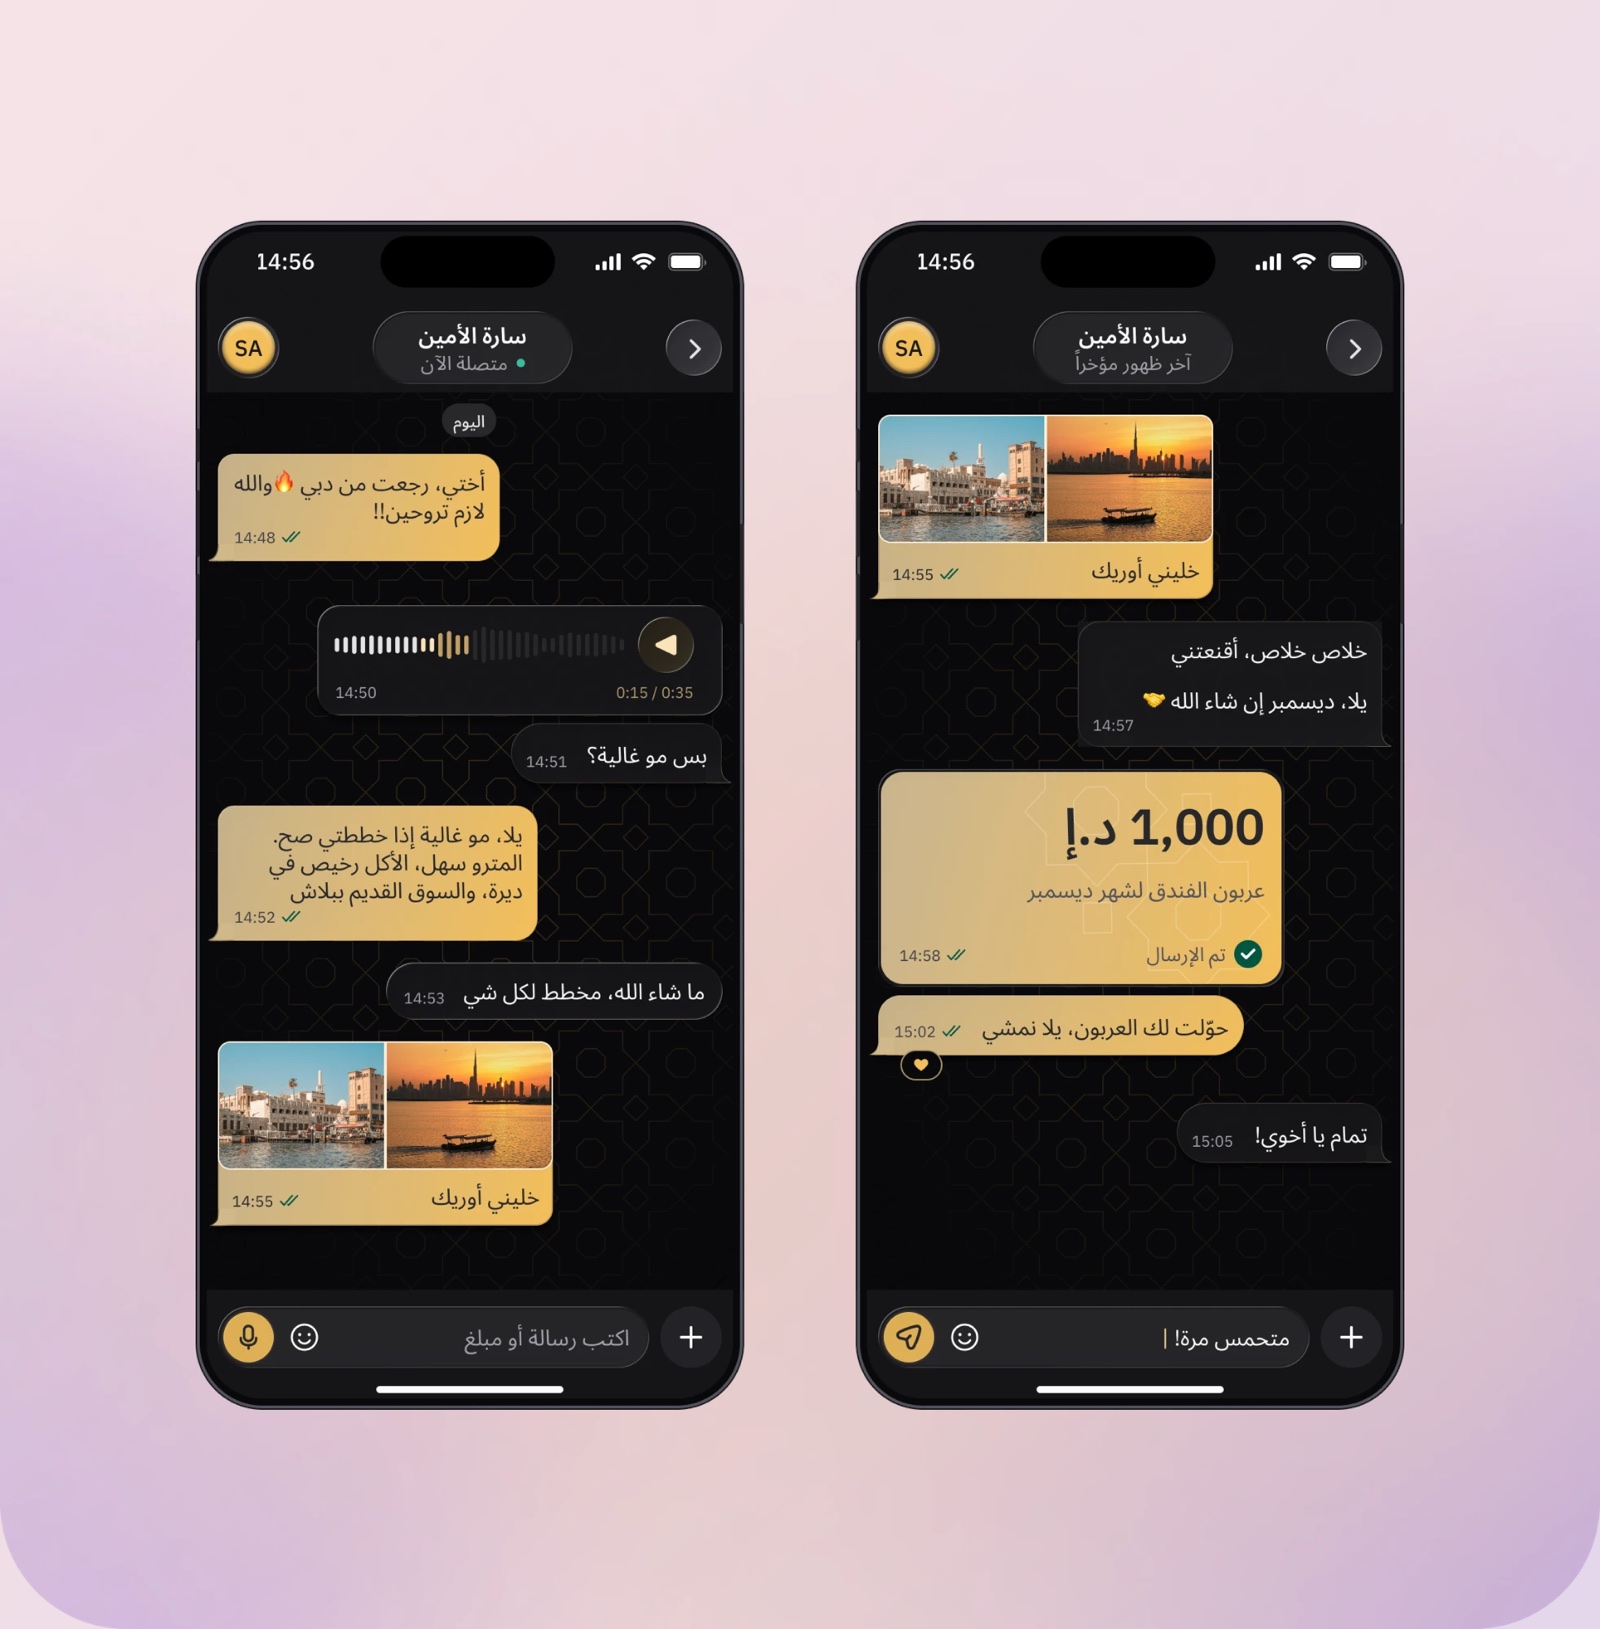 14:56
سارة الأمين
متصلة الآن
SA
اليوم
أختي، رجعت من دبي 🔥والله
لازم تروحين!!
14:48
0:15 / 0:35
14:50
بس مو غالية؟
14:51
يلا، مو غالية إذا خططتي صح.
المترو سهل، الأكل رخيص في
ديرة، والسوق القديم ببلاش
14:52
ما شاء الله، مخطط لكل شي
14:53
خليني أوريك
14:55
اكتب رسالة أو مبلغ
14:56
سارة الأمين
آخر ظهور مؤخراً
SA
خليني أوريك
14:55
خلاص خلاص، أقنعتني
يلا، ديسمبر إن شاء الله 🤝
14:57
1,000 د.إ
عربون الفندق لشهر ديسمبر
تم الإرسال
14:58
حوّلت لك العربون، يلا نمشي
15:02
تمام يا أخوي!
15:05
متحمس مرة!